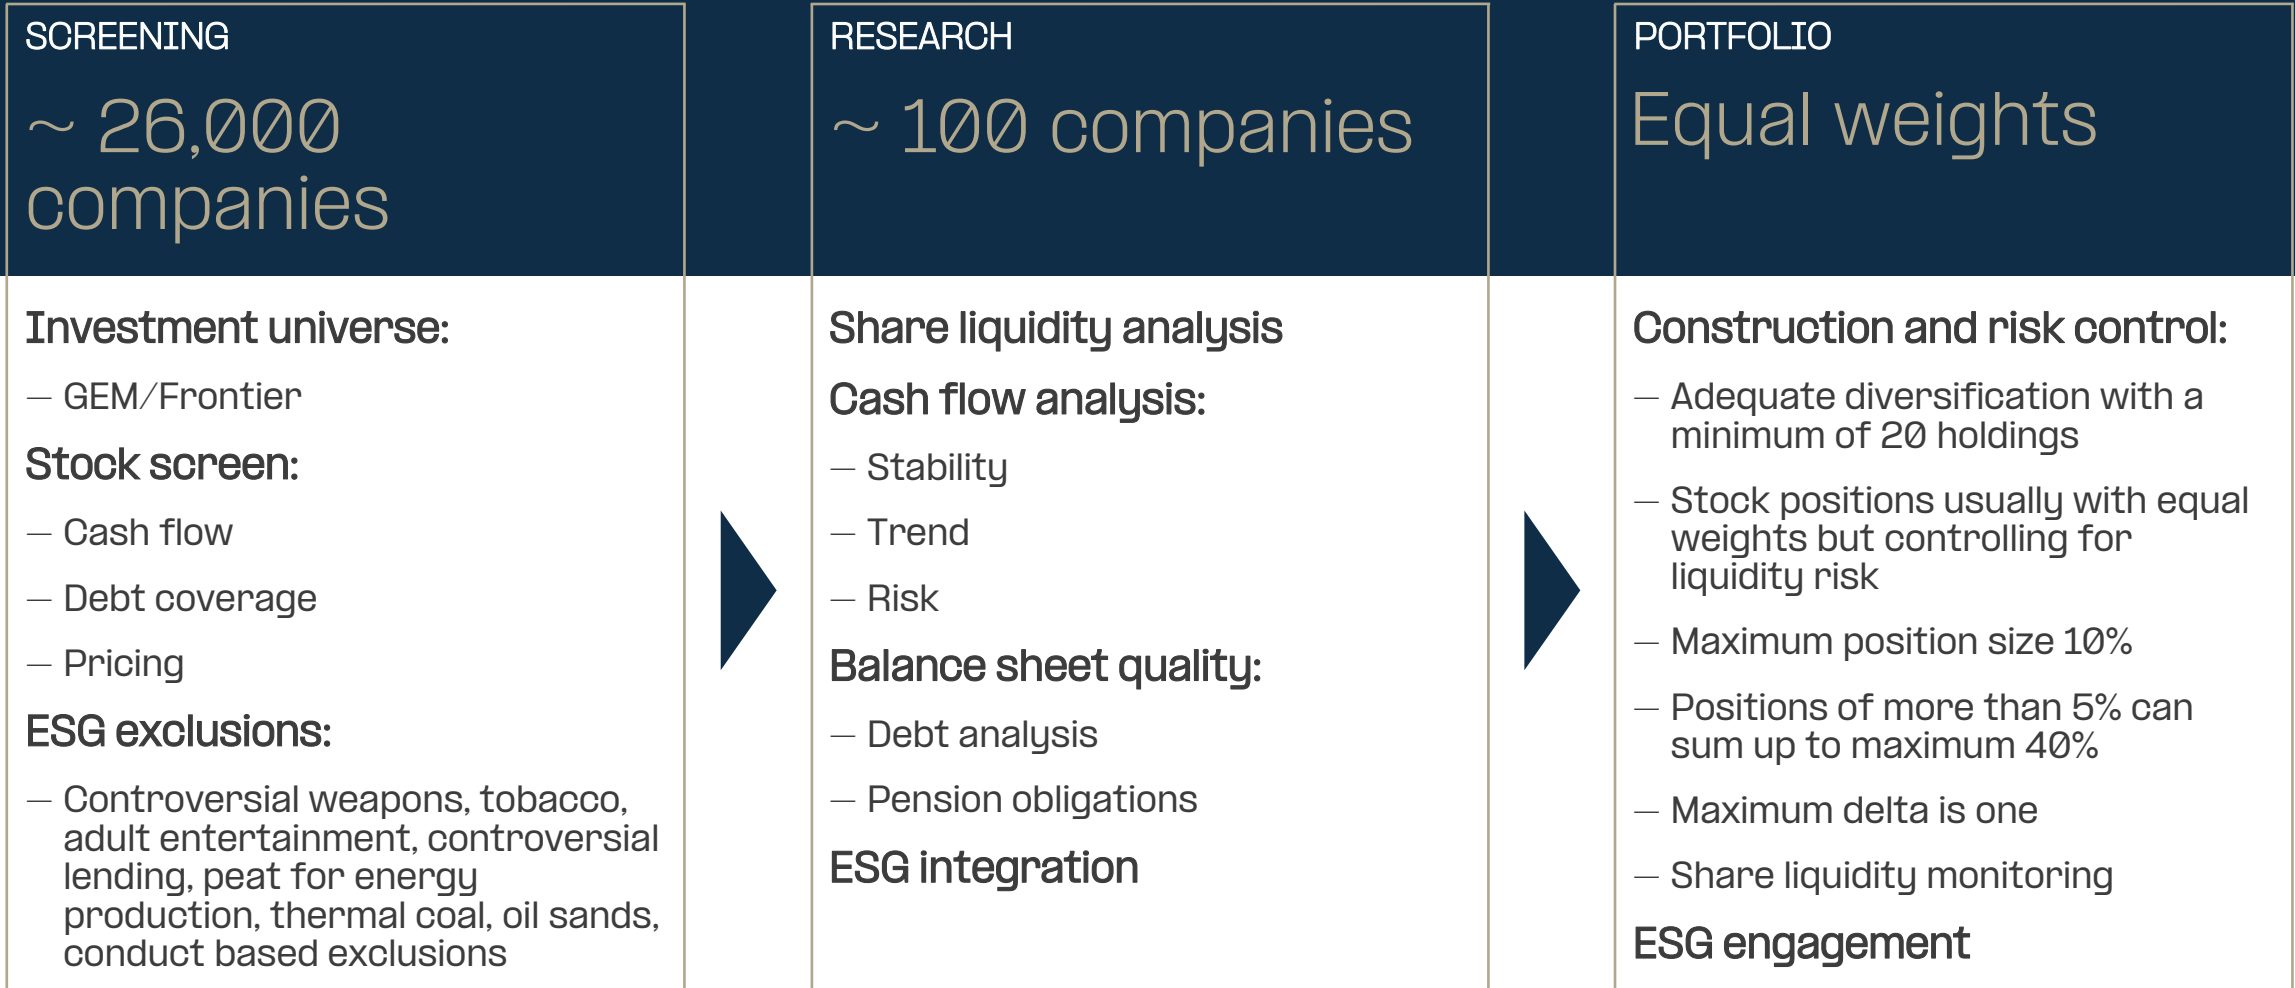 SCREENING
~ 26,000
companies
Investment universe:
— GEM/Frontier
Stock screen:
— Cash flow
— Debt coverage
— Pricing
ESG exclusions:
— Controversial weapons, tobacco,
adult entertainment, controversial
lending, peat for energy
production, thermal coal, oil sands,
conduct based exclusions
RESEARCH
~ 100 companies
Share liquidity analysis
Cash flow analysis:
— Stability
— Trend
— Risk
Balance sheet quality:
— Debt analysis
— Pension obligations
ESG integration
PORTFOLIO
Equal weights
Construction and risk control:
— Adequate diversification with a
minimum of 20 holdings
— Stock positions usually with equal
weights but controlling for
liquidity risk
— Maximum position size 10%
— Positions of more than 5% can
sum up to maximum 40%
— Maximum delta is one
— Share liquidity monitoring
ESG engagement